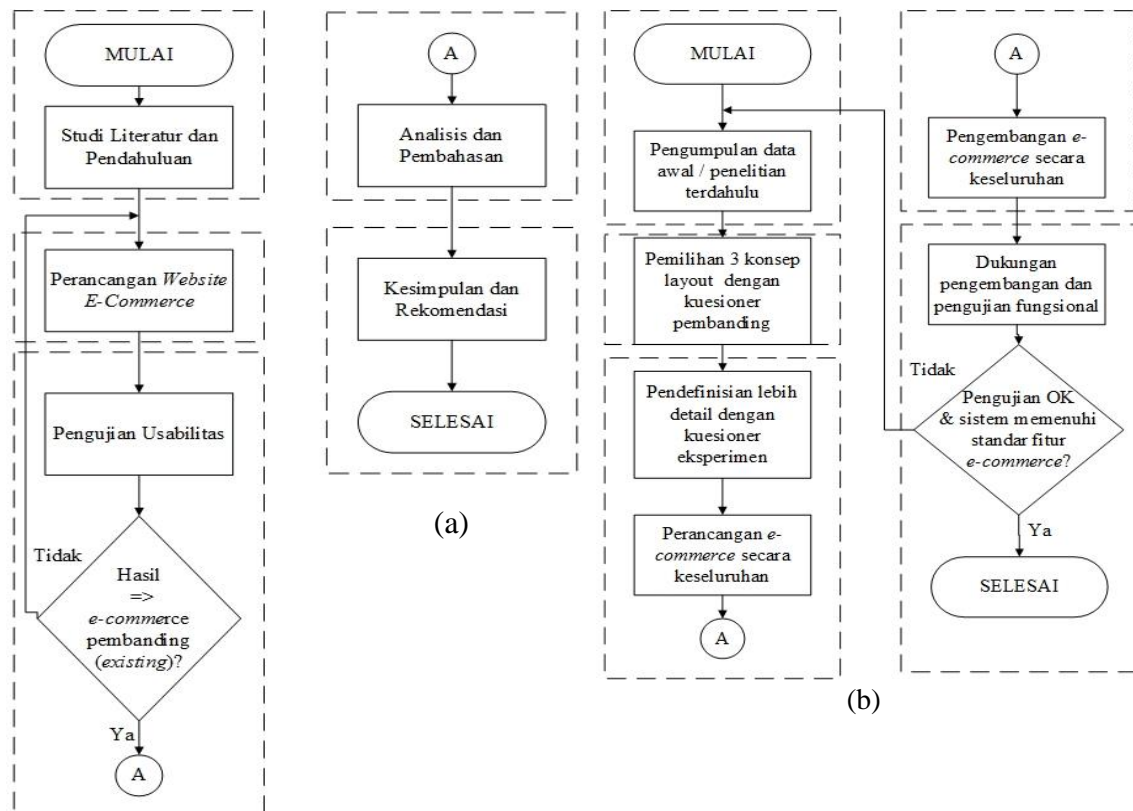 MULAI
Studi Literatur dan
Pendahuluan
Perancangan Website
E-Commerce
Pengujian Usabilitas
Tidak
Hasil
=>
e-commerce
pembanding
(existing)?
Ya
A
A
Analisis dan
Pembahasan
Kesimpulan dan
Rekomendasi
SELESAI
(a)
MULAI
Pengumpulan data
awal / penelitian
terdahulu
Pemilihan 3 konsep
layout dengan
kuesioner
pembanding
Pendefinisian lebih
detail dengan
kuesioner
eksperimen
Perancangan e-
commerce secara
keseluruhan
A
A
Pengembangan e-
commerce secara
keseluruhan
Dukungan
pengembangan dan
pengujian fungsional
Tidak
Pengujian OK
& sistem memenuhi
standar fitur
e-commerce?
Ya
SELESAI
(b)